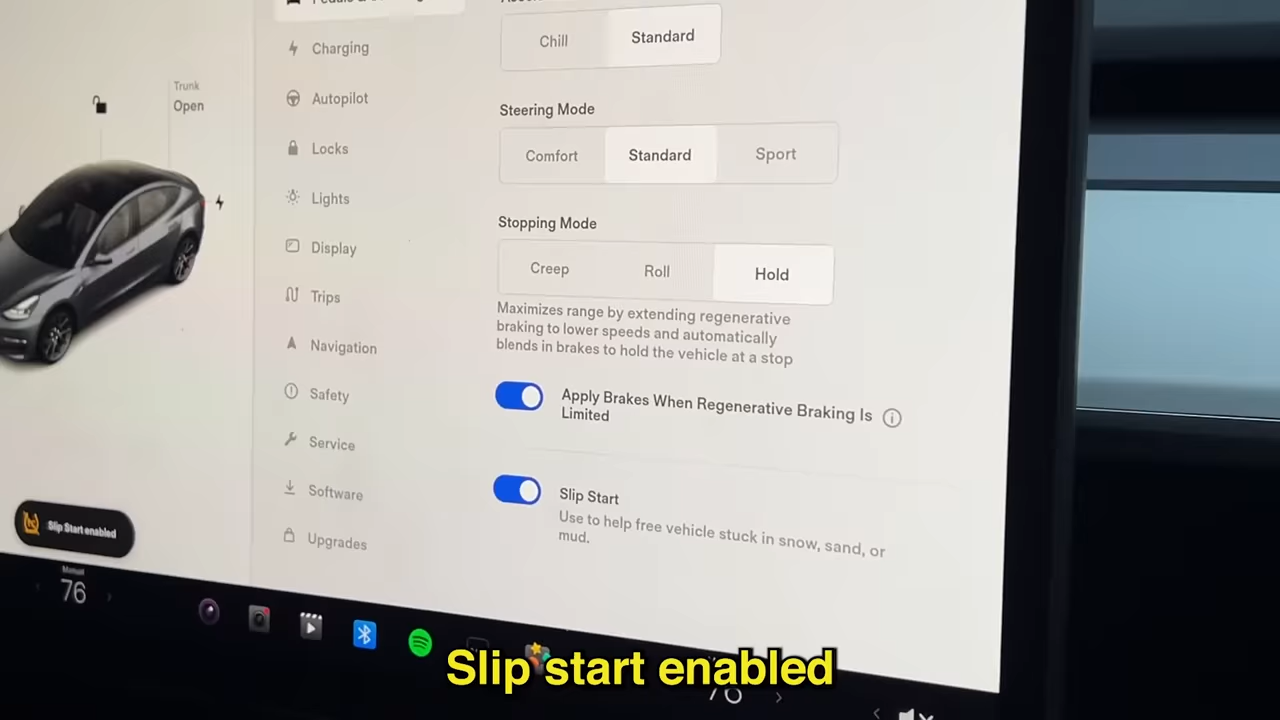 Charging
Autopilot
Locks
Lights
Display
Trips
Navigation
Safety
Service
Software
Upgrades
Trunk
Open
Slip Start enabled
Manual
76
Chill
Standard
Steering Mode
Comfort
Standard
Sport
Stopping Mode
Creep
Roll
Hold
Maximizes range by extending regenerative
braking to lower speeds and automatically
blends in brakes to hold the vehicle at a stop
Apply Brakes When Regenerative Braking Is
Limited
Slip Start
Use to help free vehicle stuck in snow, sand, or
mud.
Slip start enabled